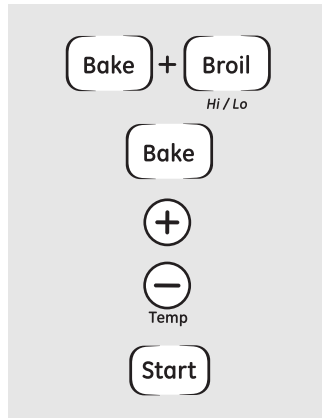 Bake + Broil
Hi / Lo
Bake
+
−
Temp
Start